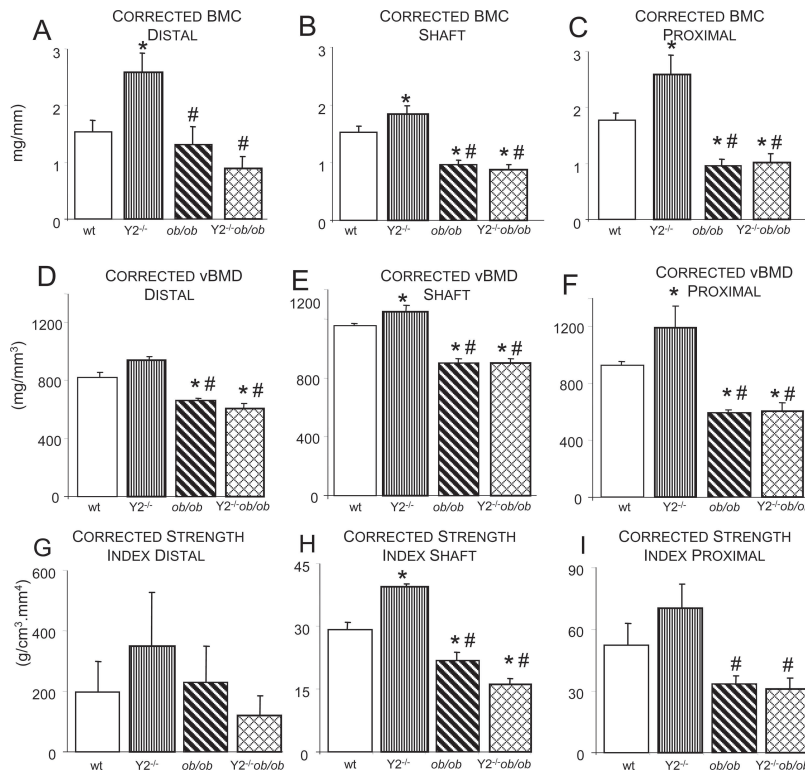 A CORRECTED BMC
DISTAL
*
3
2
1
0
mg/mm
#
#
wt Y2-/- ob/ob Y2-/-ob/ob
B CORRECTED BMC
SHAFT
3
2
1
0
*
* #
* #
wt Y2-/- ob/ob Y2-/-ob/ob
C CORRECTED BMC
PROXIMAL
3
2
1
0
*
* #
* #
wt Y2-/- ob/ob Y2-/-ob/ob
D CORRECTED vBMD
DISTAL
1200
800
400
0
(mg/mm3)
* #
* #
wt Y2-/- ob/ob Y2-/-ob/ob
E CORRECTED vBMD
SHAFT
1200
800
400
0
*
* #
* #
wt Y2-/- ob/ob Y2-/-ob/ob
F CORRECTED vBMD
PROXIMAL
1200
800
400
0
*
* #
* #
wt Y2-/- ob/ob Y2-/-ob/ob
G CORRECTED STRENGTH
INDEX DISTAL
600
400
200
0
(g/cm3.mm4)
wt Y2-/- ob/ob Y2-/-ob/ob
H CORRECTED STRENGTH
INDEX SHAFT
45
30
15
0
*
* #
* #
wt Y2-/- ob/ob Y2-/-ob/ob
I CORRECTED STRENGTH
INDEX PROXIMAL
90
60
30
0
#
#
wt Y2-/- ob/ob Y2-/-ob/ob